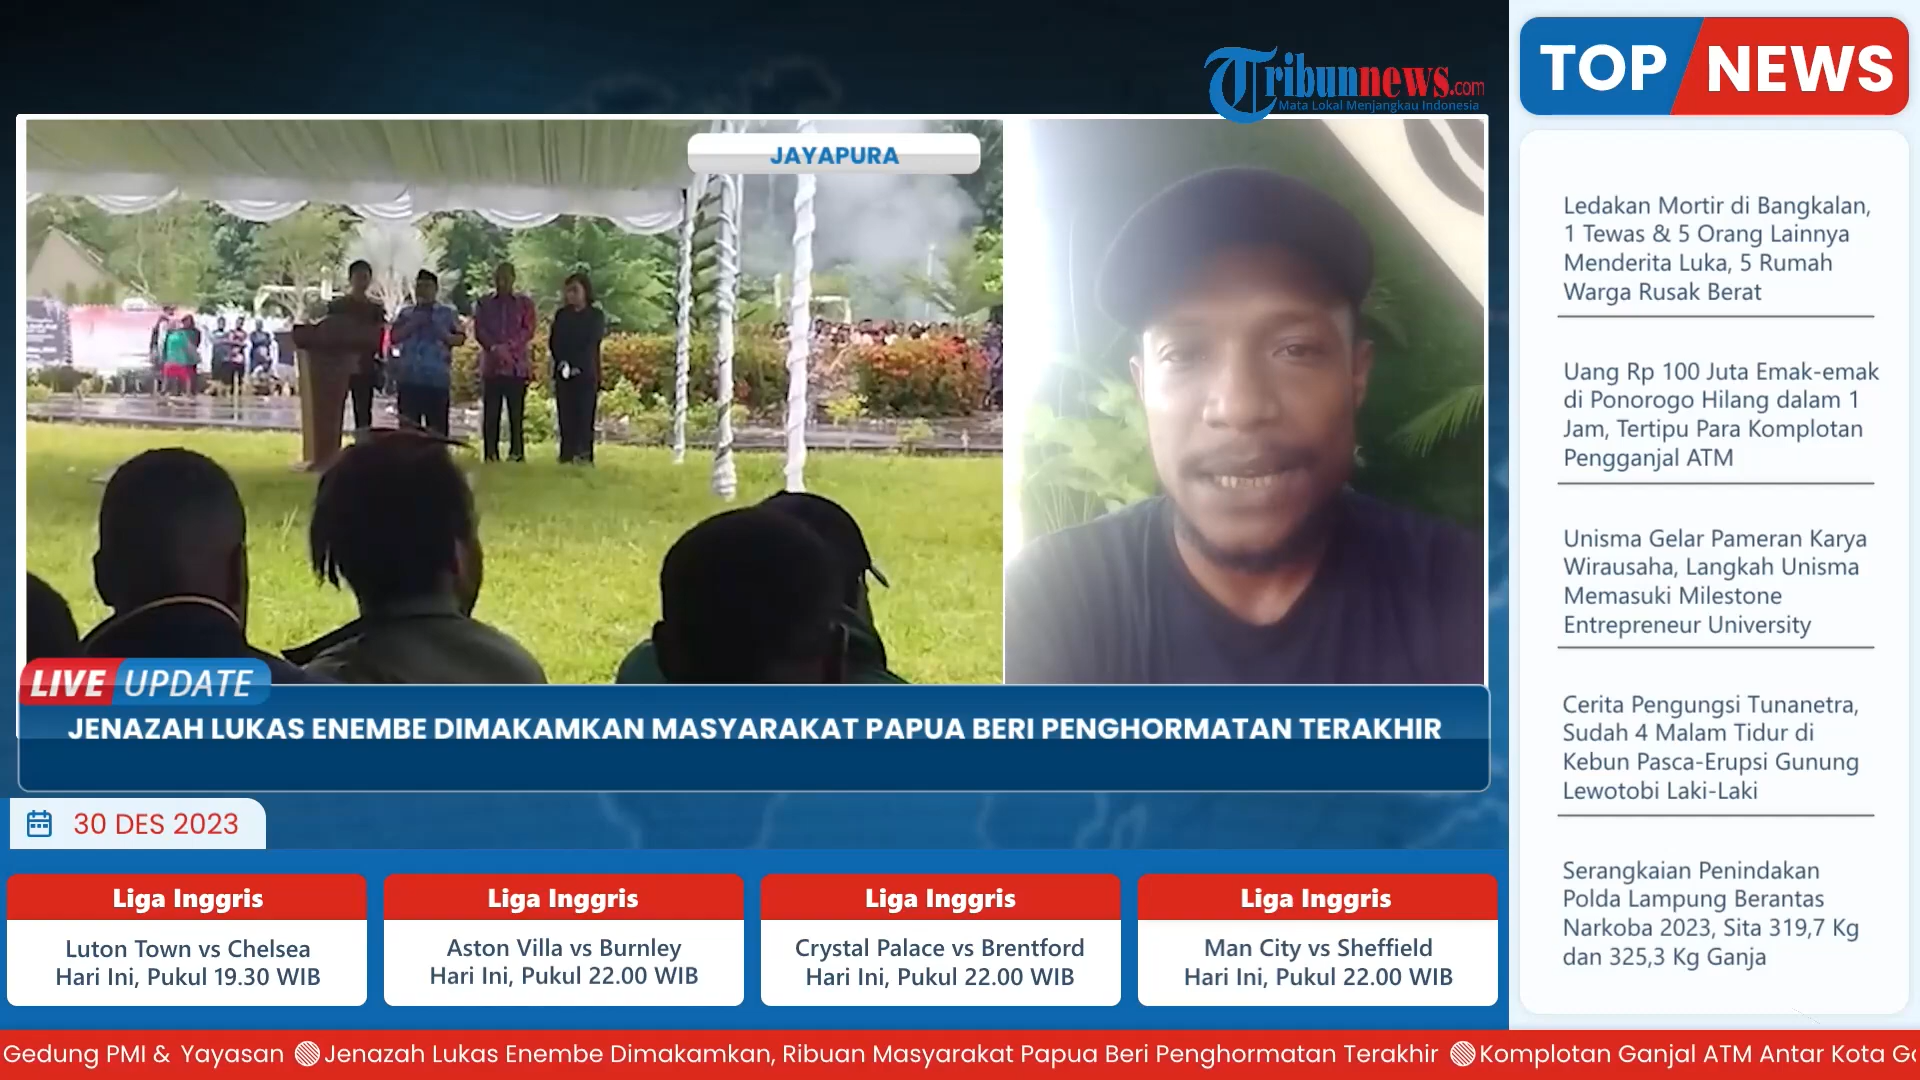 Tribunnews.com
Mata Lokal Menjangkau Indonesia
JAYAPURA
LIVE UPDATE
JENAZAH LUKAS ENEMBE DIMAKAMKAN MASYARAKAT PAPUA BERI PENGHORMATAN TERAKHIR
30 DES 2023
Liga Inggris
Luton Town vs Chelsea
Hari Ini, Pukul 19.30 WIB
Liga Inggris
Aston Villa vs Burnley
Hari Ini, Pukul 22.00 WIB
Liga Inggris
Crystal Palace vs Brentford
Hari Ini, Pukul 22.00 WIB
Liga Inggris
Man City vs Sheffield
Hari Ini, Pukul 22.00 WIB
TOP NEWS
Ledakan Mortir di Bangkalan,
1 Tewas & 5 Orang Lainnya
Menderita Luka, 5 Rumah
Warga Rusak Berat
Uang Rp 100 Juta Emak-emak
di Ponorogo Hilang dalam 1
Jam, Tertipu Para Komplotan
Pengganjal ATM
Unisma Gelar Pameran Karya
Wirausaha, Langkah Unisma
Memasuki Milestone
Entrepreneur University
Cerita Pengungsi Tunanetra,
Sudah 4 Malam Tidur di
Kebun Pasca-Erupsi Gunung
Lewotobi Laki-Laki
Serangkaian Penindakan
Polda Lampung Berantas
Narkoba 2023, Sita 319,7 Kg
dan 325,3 Kg Ganja
Gedung PMI & Yayasan Jenazah Lukas Enembe Dimakamkan, Ribuan Masyarakat Papua Beri Penghormatan Terakhir Komplotan Ganjal ATM Antar Kota